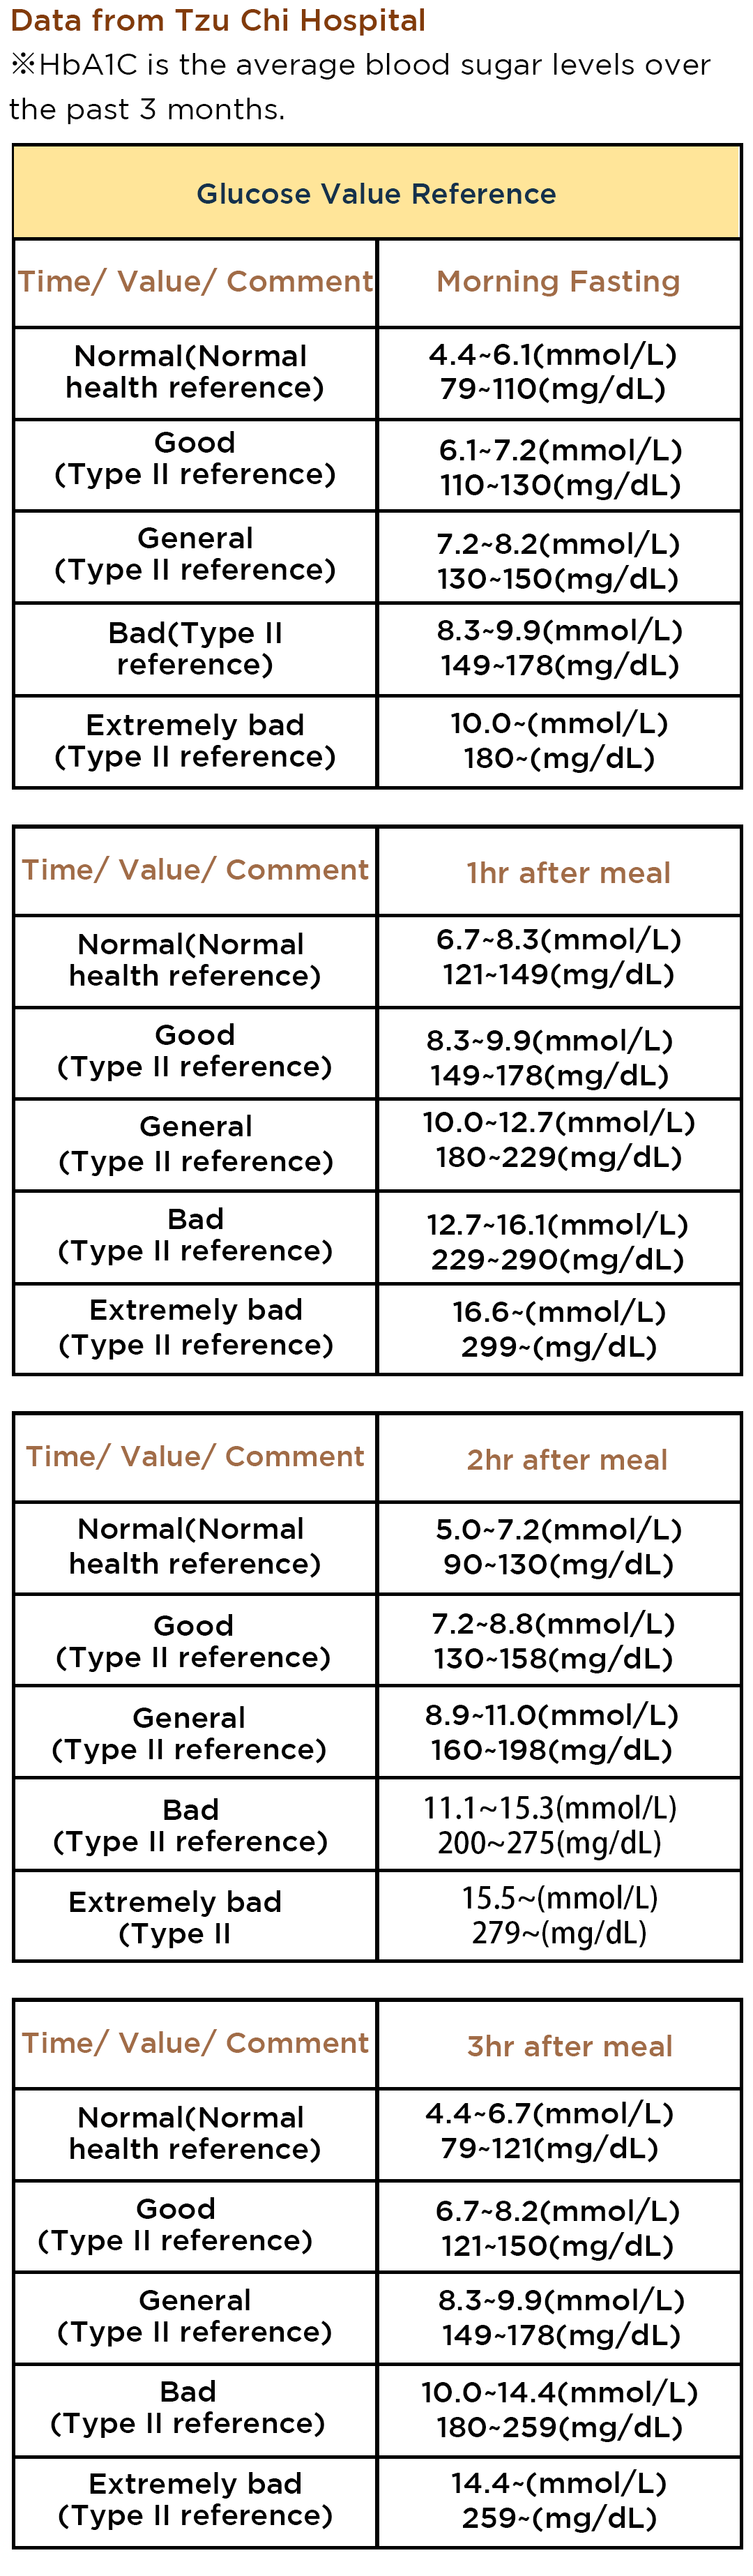 Data from Tzu Chi Hospital
※HbA1C is the average blood sugar levels over
the past 3 months.
Glucose Value Reference
Time/ Value/ Comment
Morning Fasting
Normal(Normal
health reference)
4.4~6.1(mmol/L)
79~110(mg/dL)
Good
(Type II reference)
6.1~7.2(mmol/L)
110~130(mg/dL)
General
(Type II reference)
7.2~8.2(mmol/L)
130~150(mg/dL)
Bad(Type II
reference)
8.3~9.9(mmol/L)
149~178(mg/dL)
Extremely bad
(Type II reference)
10.0~(mmol/L)
180~(mg/dL)
Time/ Value/ Comment
1hr after meal
Normal(Normal
health reference)
6.7~8.3(mmol/L)
121~149(mg/dL)
Good
(Type II reference)
8.3~9.9(mmol/L)
149~178(mg/dL)
General
(Type II reference)
10.0~12.7(mmol/L)
180~229(mg/dL)
Bad
(Type II reference)
12.7~16.1(mmol/L)
229~290(mg/dL)
Extremely bad
(Type II reference)
16.6~(mmol/L)
299~(mg/dL)
Time/ Value/ Comment
2hr after meal
Normal(Normal
health reference)
5.0~7.2(mmol/L)
90~130(mg/dL)
Good
(Type II reference)
7.2~8.8(mmol/L)
130~158(mg/dL)
General
(Type II reference)
8.9~11.0(mmol/L)
160~198(mg/dL)
Bad
(Type II reference)
11.1~15.3(mmol/L)
200~275(mg/dL)
Extremely bad
(Type II
15.5~(mmol/L)
279~(mg/dL)
Time/ Value/ Comment
3hr after meal
Normal(Normal
health reference)
4.4~6.7(mmol/L)
79~121(mg/dL)
Good
(Type II reference)
6.7~8.2(mmol/L)
121~150(mg/dL)
General
(Type II reference)
8.3~9.9(mmol/L)
149~178(mg/dL)
Bad
(Type II reference)
10.0~14.4(mmol/L)
180~259(mg/dL)
Extremely bad
(Type II reference)
14.4~(mmol/L)
259~(mg/dL)